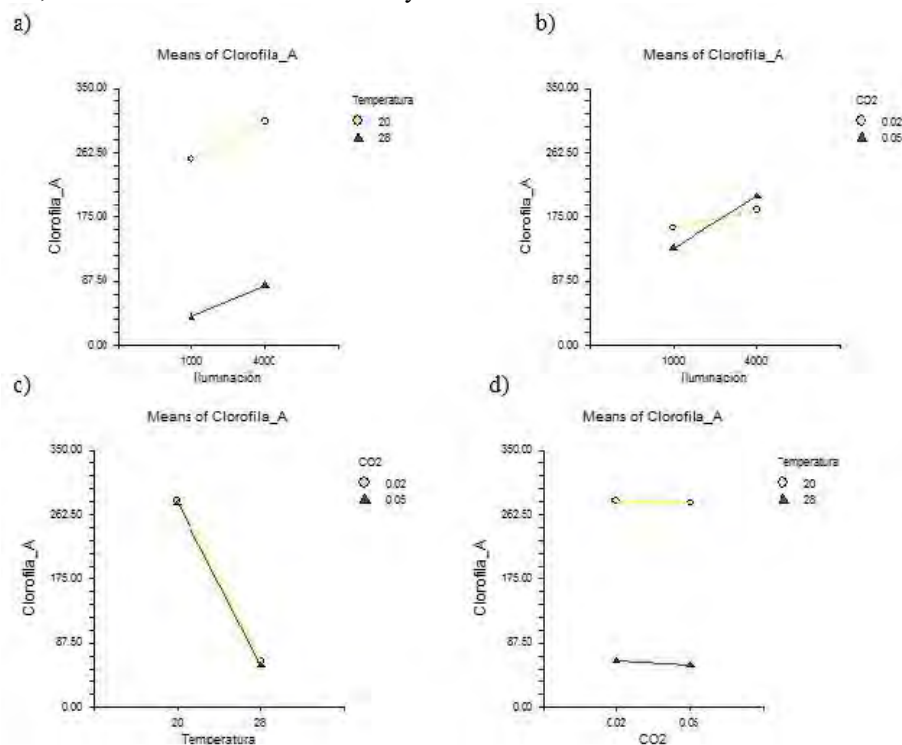 a)
Means of Clorofila_A
350.00
262.50
175.00
87.50
0.00
Clorofila_A
1000
4000
Iluminación
Temperatura
20
28
b)
Means of Clorofila_A
350.00
262.50
175.00
87.50
0.00
Clorofila_A
1000
4000
Iluminación
CO2
0.02
0.05
c)
Means of Clorofila_A
350.00
262.50
175.00
87.50
0.00
Clorofila_A
20
28
Temperatura
CO2
0.02
0.05
d)
Means of Clorofila_A
350.00
262.50
175.00
87.50
0.00
Clorofila_A
0.02
0.05
CO2
Temperatura
20
28